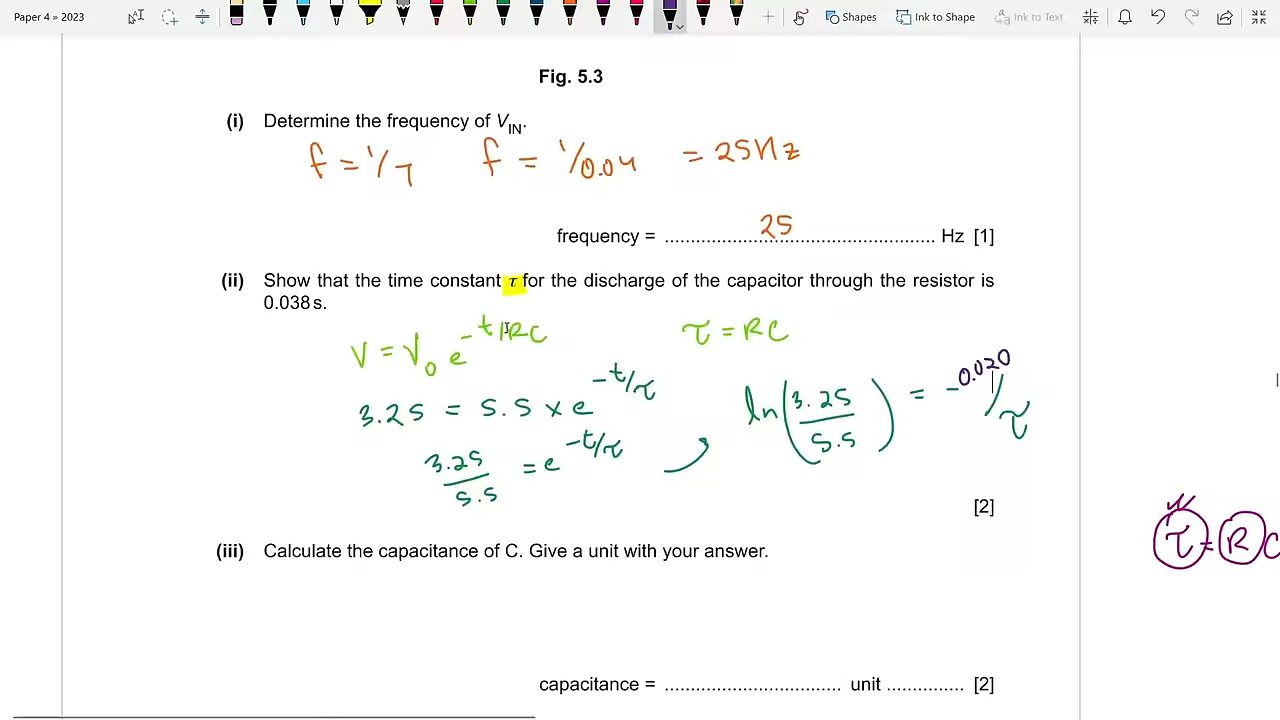 Paper 4 » 2023
Shapes
Ink to Shape
Ink to Text
Fig. 5.3
(i) Determine the frequency of V_IN.
f = 1/T f = 1/0.04 = 25Hz
25
frequency = .................................................... Hz [1]
(ii) Show that the time constant τ for the discharge of the capacitor through the resistor is
0.038 s.
V = V₀ e^(-t/RC) τ = RC
3.25 = 5.5 × e^(-t/τ)
ln(3.25/5.5) = -0.020/τ
3.25/5.5 = e^(-t/τ)
[2]
τ = RC
(iii) Calculate the capacitance of C. Give a unit with your answer.
capacitance = .................................. unit ............... [2]